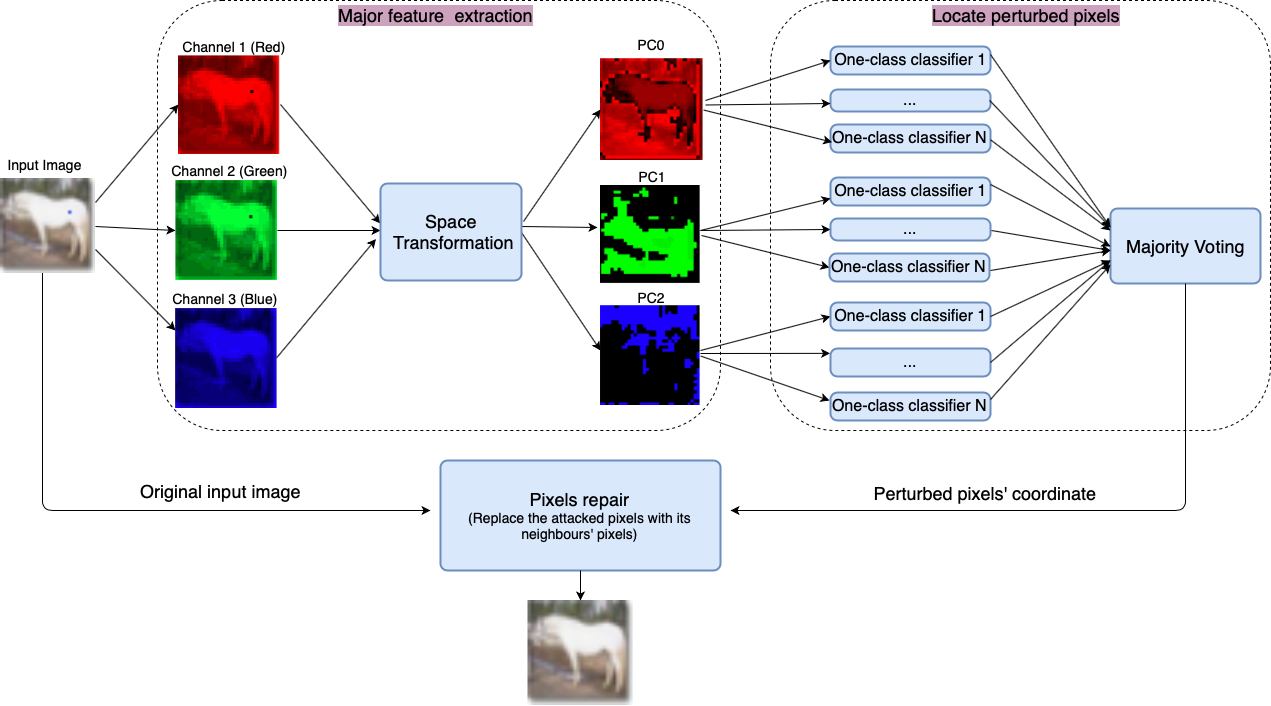 Major feature extraction
Locate perturbed pixels
Channel 1 (Red)
PC0
One-class classifier 1
...
One-class classifier N
Input Image
Channel 2 (Green)
Space
Transformation
PC1
One-class classifier 1
...
One-class classifier N
Majority Voting
Channel 3 (Blue)
PC2
One-class classifier 1
...
One-class classifier N
Original input image
Pixels repair
(Replace the attacked pixels with its
neighbours' pixels)
Perturbed pixels' coordinate